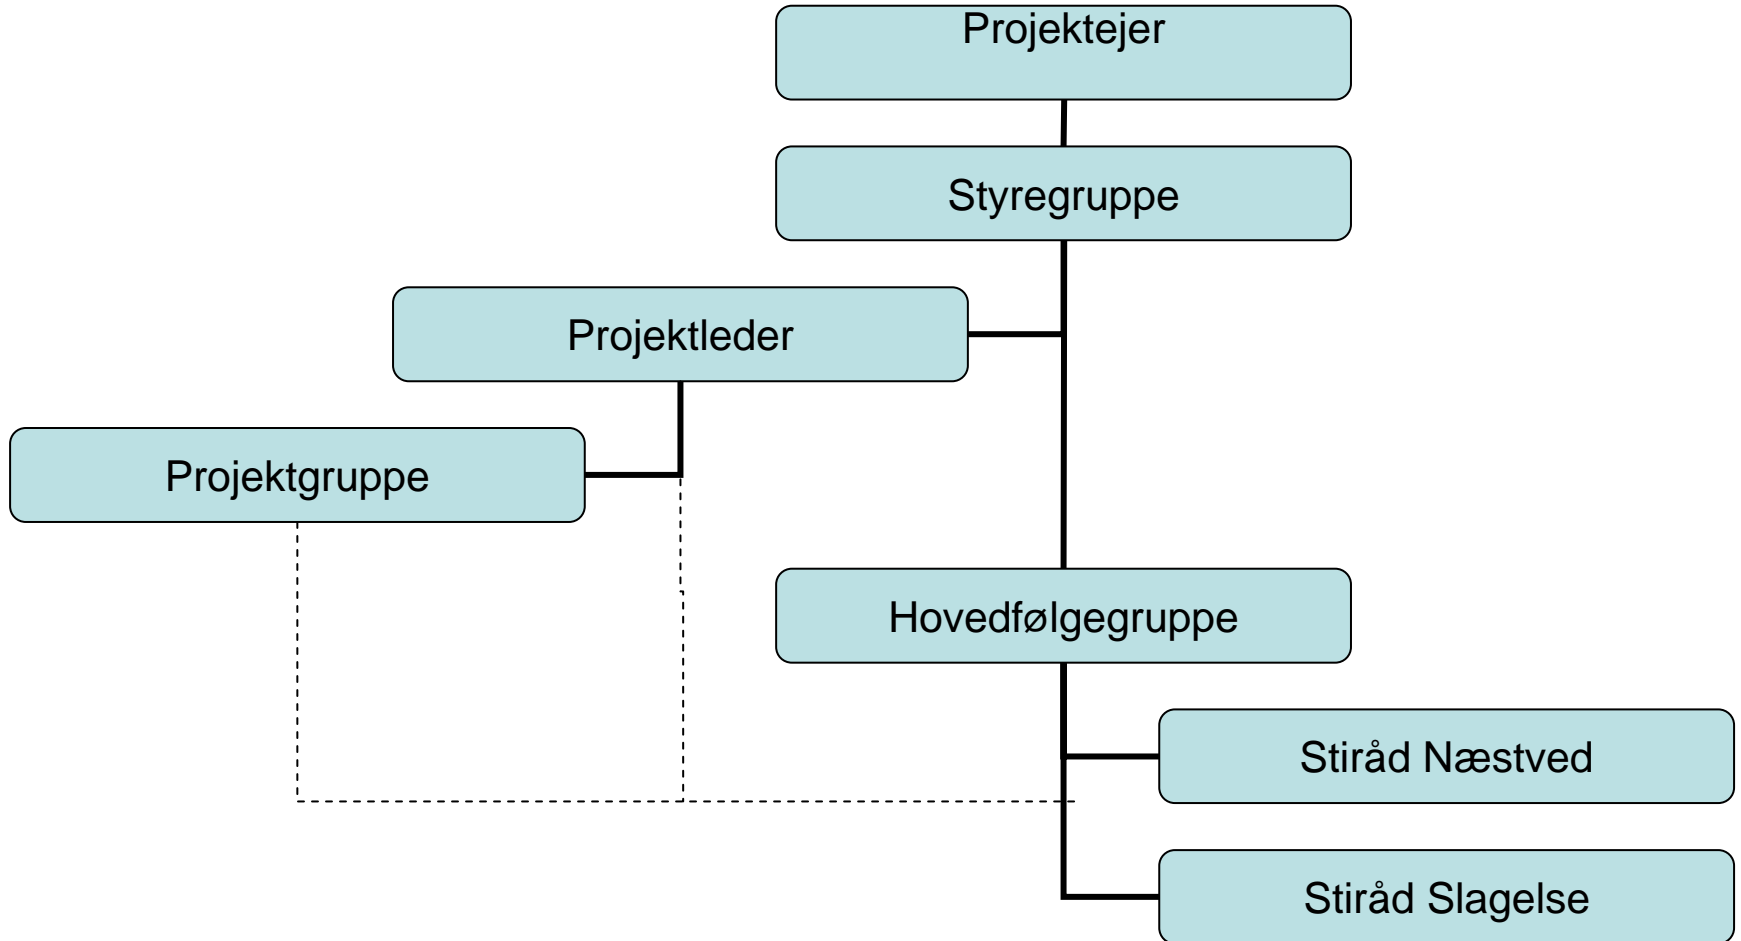 Projektejer
Styregruppe
Projektleder
Projektgruppe
Hovedfølgegruppe
Stiråd Næstved
Stiråd Slagelse